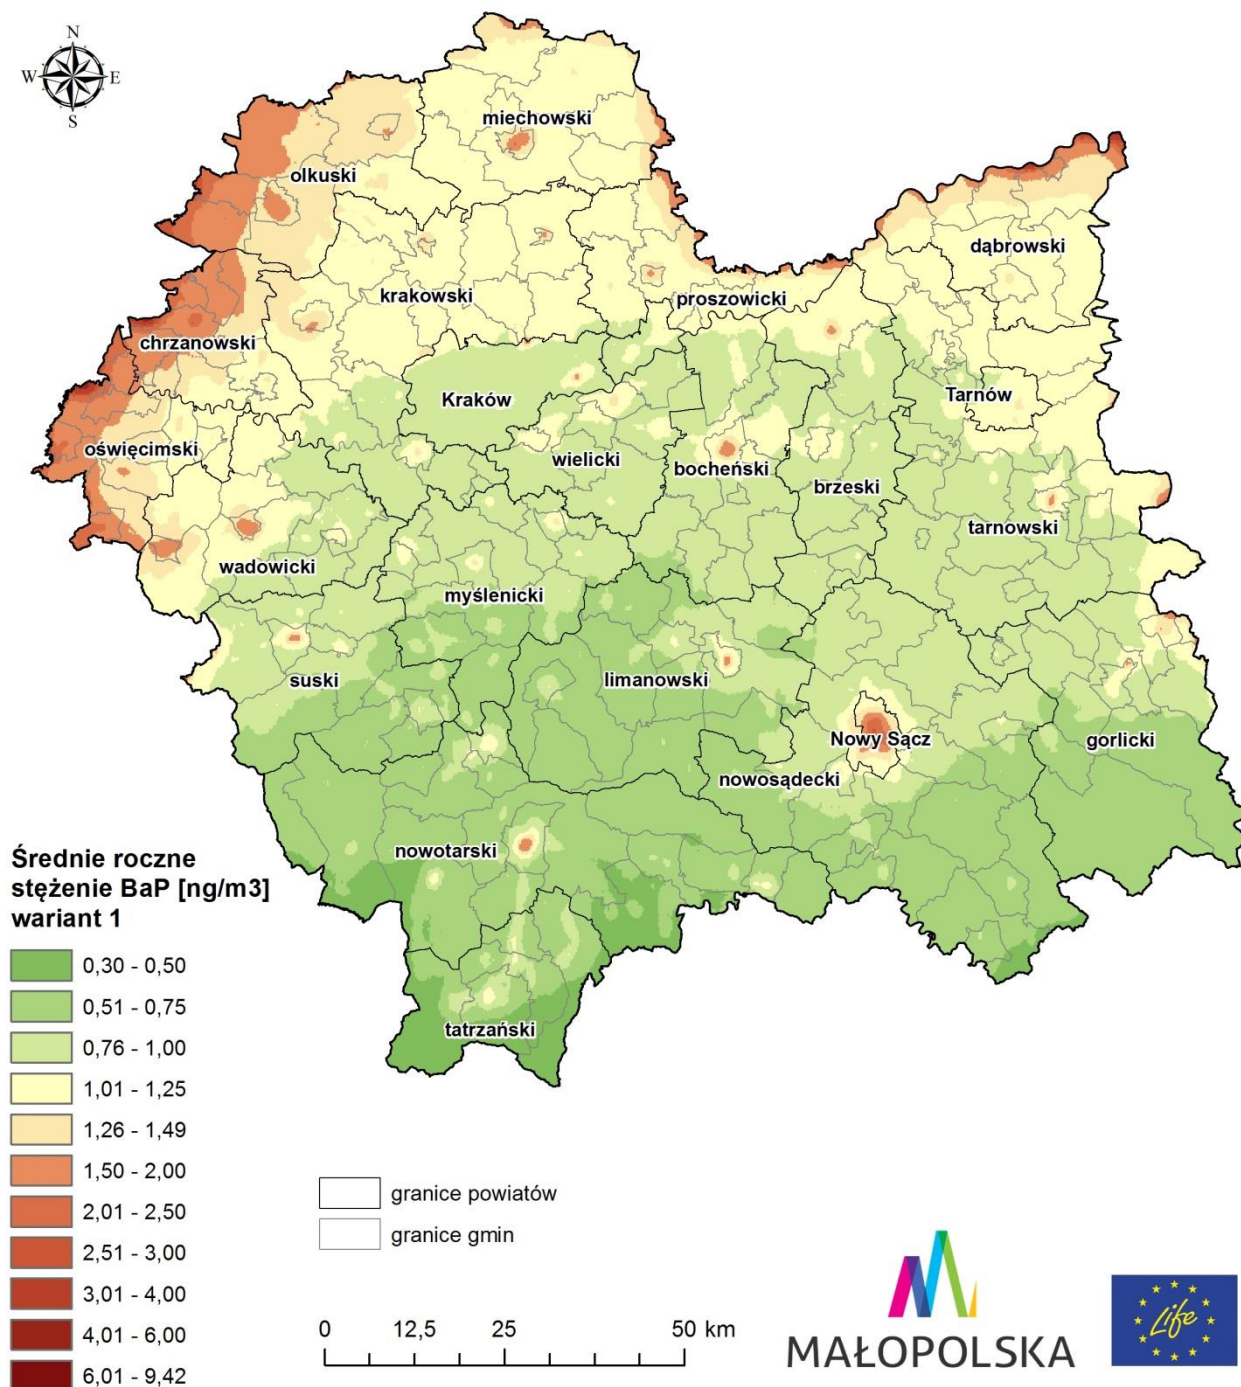 N
W E
S
miechowski
olkuski
dąbrowski
krakowski
proszowicki
chrzanowski
Kraków
Tarnów
oświęcimski
wielicki
bocheński
brzeski
tarnowski
wadowicki
myślenicki
suski
limanowski
Nowy Sącz
gorlicki
nowosądecki
nowotarski
tatrzański
Średnie roczne
stężenie BaP [ng/m3]
wariant 1
0,30 - 0,50
0,51 - 0,75
0,76 - 1,00
1,01 - 1,25
1,26 - 1,49
1,50 - 2,00
2,01 - 2,50
2,51 - 3,00
3,01 - 4,00
4,01 - 6,00
6,01 - 9,42
granice powiatów
granice gmin
0 12,5 25 50 km
MAŁOPOLSKA
Life